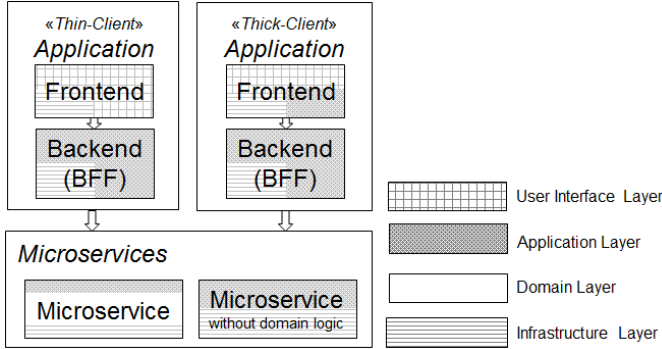 «Thin-Client»
Application
Frontend
Backend
(BFF)
«Thick-Client»
Application
Frontend
Backend
(BFF)
Microservices
Microservice
Microservice
without domain logic
User Interface Layer
Application Layer
Domain Layer
Infrastructure Layer